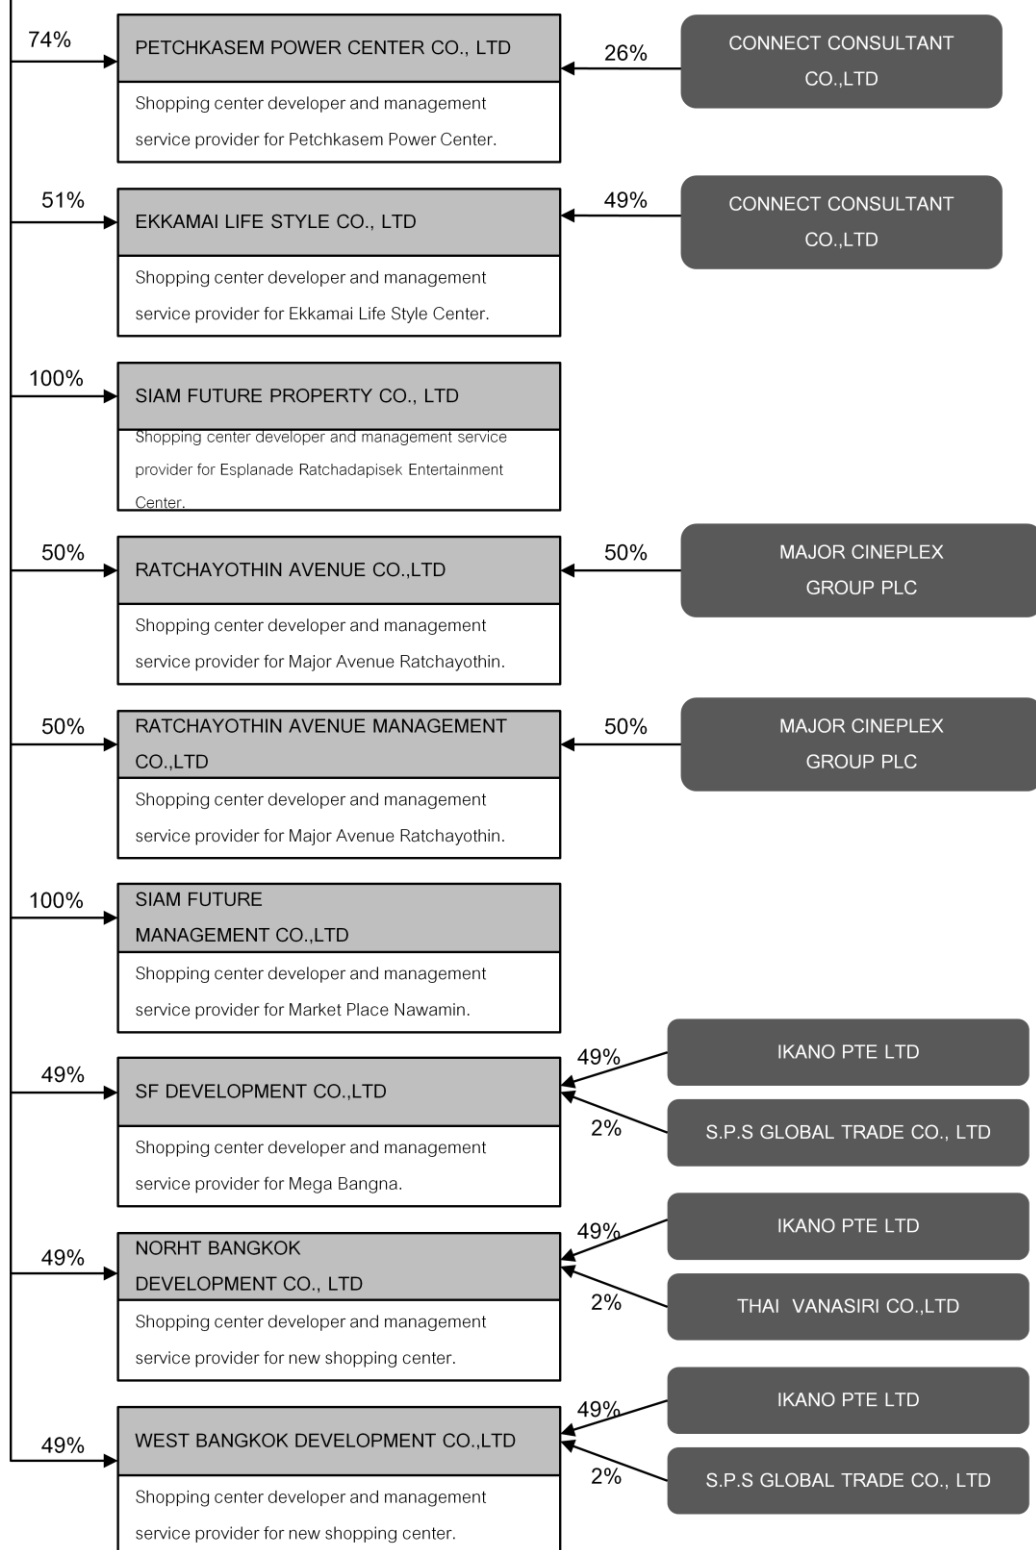 74%
PETCHKASEM POWER CENTER CO., LTD
26%
CONNECT CONSULTANT
CO.,LTD
Shopping center developer and management
service provider for Petchkasem Power Center.
51%
EKKAMAI LIFE STYLE CO., LTD
49%
CONNECT CONSULTANT
CO.,LTD
Shopping center developer and management
service provider for Ekkamai Life Style Center.
100%
SIAM FUTURE PROPERTY CO., LTD
Shopping center developer and management service
provider for Esplanade Ratchadapisek Entertainment
Center.
50%
RATCHAYOTHIN AVENUE CO.,LTD
50%
MAJOR CINEPLEX
GROUP PLC
Shopping center developer and management
service provider for Major Avenue Ratchayothin.
50%
RATCHAYOTHIN AVENUE MANAGEMENT
CO.,LTD
50%
MAJOR CINEPLEX
GROUP PLC
Shopping center developer and management
service provider for Major Avenue Ratchayothin.
100%
SIAM FUTURE
MANAGEMENT CO.,LTD
Shopping center developer and management
service provider for Market Place Nawamin.
49%
SF DEVELOPMENT CO.,LTD
49%
IKANO PTE LTD
2%
S.P.S GLOBAL TRADE CO., LTD
Shopping center developer and management
service provider for Mega Bangna.
49%
NORHT BANGKOK
DEVELOPMENT CO., LTD
49%
IKANO PTE LTD
2%
THAI VANASIRI CO.,LTD
Shopping center developer and management
service provider for new shopping center.
49%
WEST BANGKOK DEVELOPMENT CO.,LTD
49%
IKANO PTE LTD
2%
S.P.S GLOBAL TRADE CO., LTD
Shopping center developer and management
service provider for new shopping center.